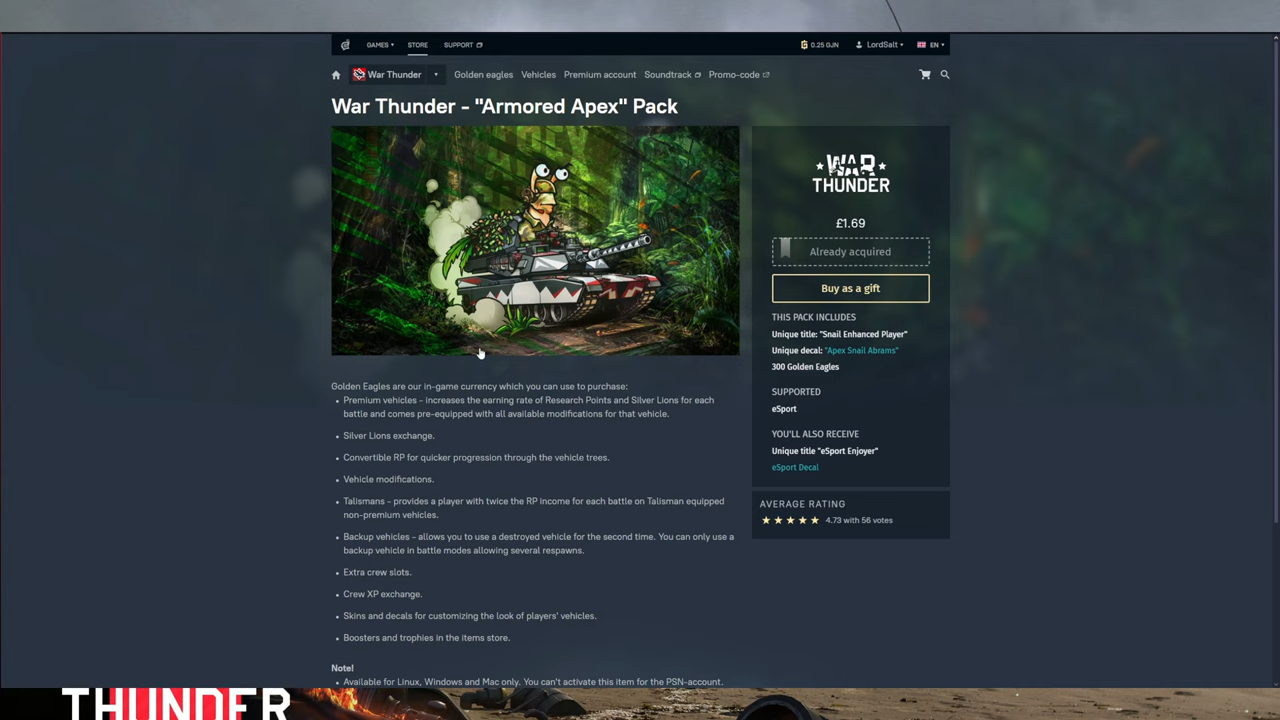 GAMES STORE SUPPORT 0.25 GJN LordSalt EN
War Thunder Golden eagles Vehicles Premium account Soundtrack Promo-code
War Thunder - "Armored Apex" Pack
WAR
THUNDER
£1.69
Already acquired
Buy as a gift
THIS PACK INCLUDES
Unique title: "Snail Enhanced Player"
Unique decal: "Apex Snail Abrams"
300 Golden Eagles
SUPPORTED
eSport
YOU'LL ALSO RECEIVE
Unique title "eSport Enjoyer"
eSport Decal
AVERAGE RATING
4.73 with 56 votes
Golden Eagles are our in-game currency which you can use to purchase:
• Premium vehicles - increases the earning rate of Research Points and Silver Lions for each
battle and comes pre-equipped with all available modifications for that vehicle.
• Silver Lions exchange.
• Convertible RP for quicker progression through the vehicle trees.
• Vehicle modifications.
• Talismans - provides a player with twice the RP income for each battle on Talisman equipped
non-premium vehicles.
• Backup vehicles - allows you to use a destroyed vehicle for the second time. You can only use a
backup vehicle in battle modes allowing several respawns.
• Extra crew slots.
• Crew XP exchange.
• Skins and decals for customizing the look of players' vehicles.
• Boosters and trophies in the items store.
Note!
• Available for Linux, Windows and Mac only. You can't activate this item for the PSN-account.
THUNDER